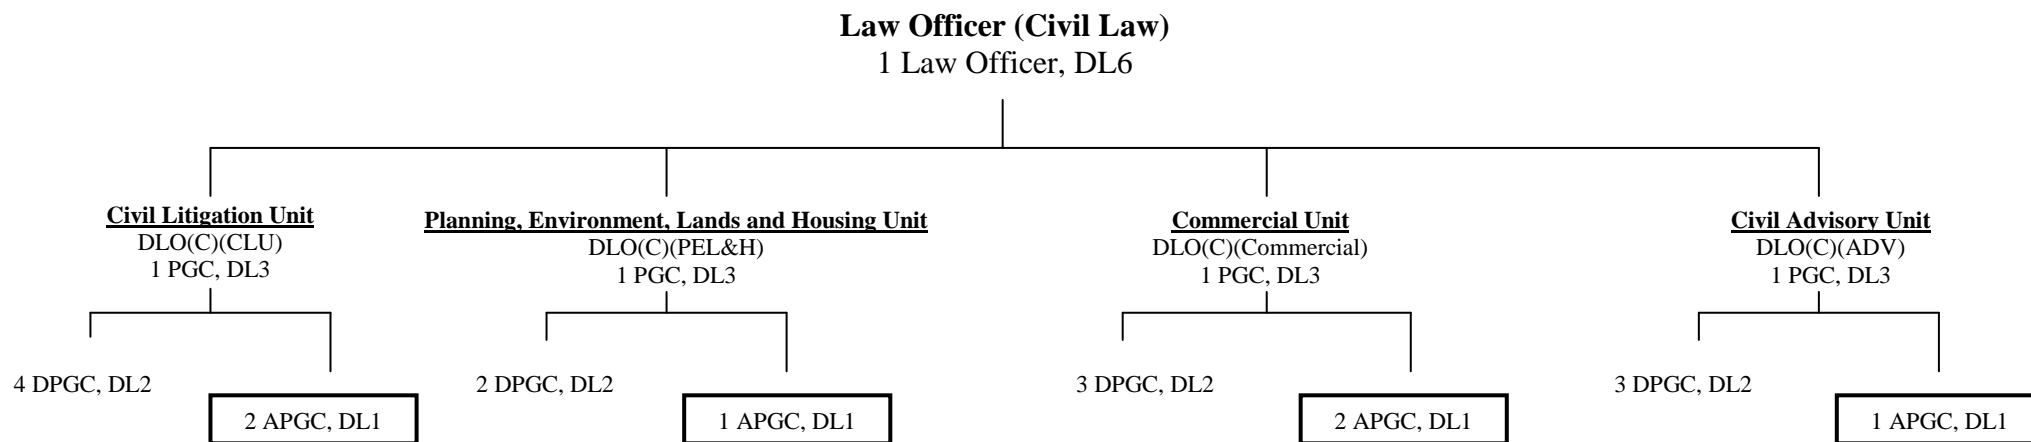 Law Officer (Civil Law)
1 Law Officer, DL6
Civil Litigation Unit
DLO(C)(CLU)
1 PGC, DL3
4 DPGC, DL2
2 APGC, DL1
Planning, Environment, Lands and Housing Unit
DLO(C)(PEL&H)
1 PGC, DL3
2 DPGC, DL2
1 APGC, DL1
Commercial Unit
DLO(C)(Commercial)
1 PGC, DL3
3 DPGC, DL2
2 APGC, DL1
Civil Advisory Unit
DLO(C)(ADV)
1 PGC, DL3
3 DPGC, DL2
1 APGC, DL1